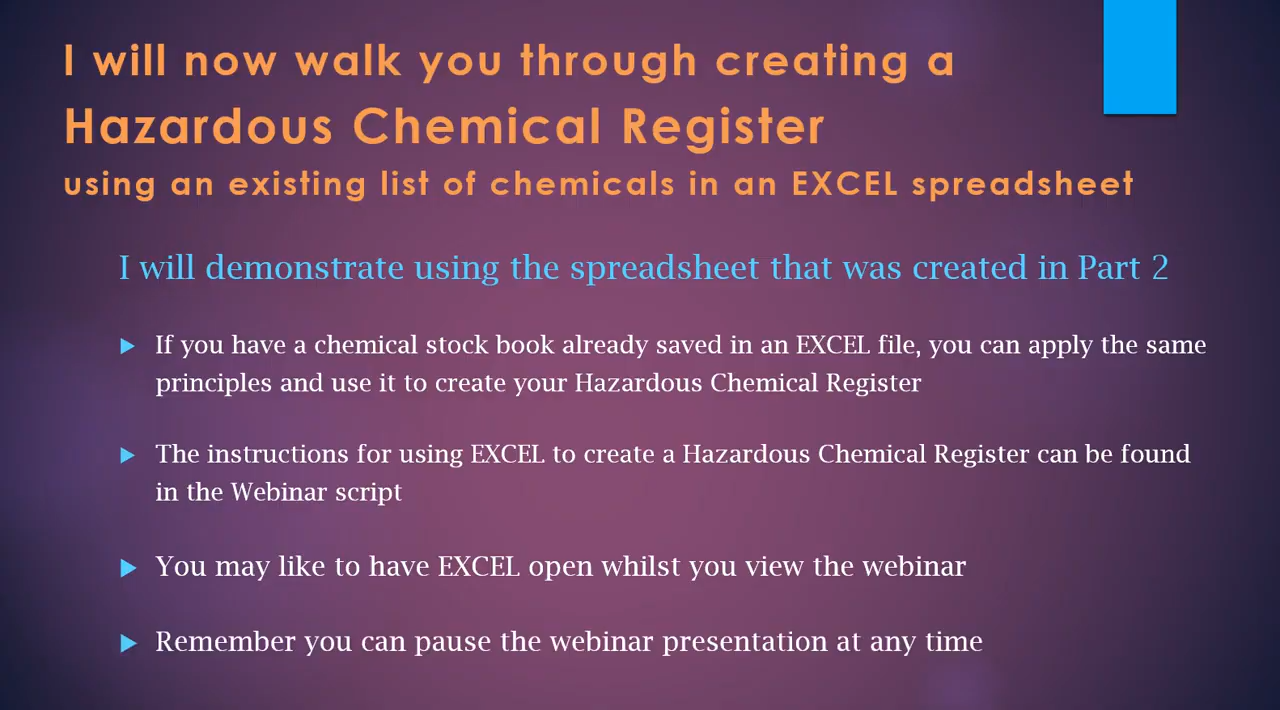 I will now walk you through creating a
Hazardous Chemical Register
using an existing list of chemicals in an EXCEL spreadsheet
I will demonstrate using the spreadsheet that was created in Part 2
If you have a chemical stock book already saved in an EXCEL file, you can apply the same
principles and use it to create your Hazardous Chemical Register
The instructions for using EXCEL to create a Hazardous Chemical Register can be found
in the Webinar script
You may like to have EXCEL open whilst you view the webinar
Remember you can pause the webinar presentation at any time